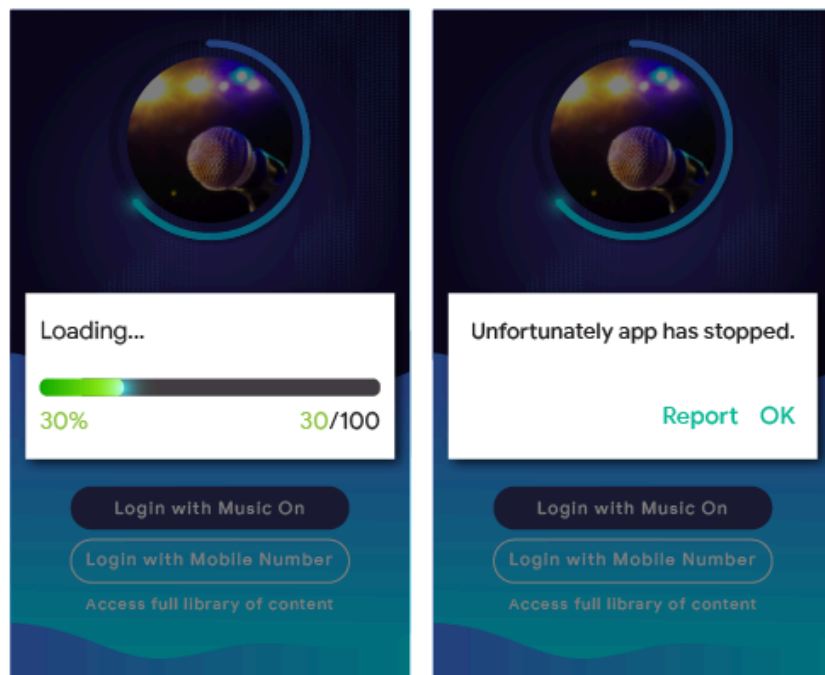 Loading...
30% 30/100
Login with Music On
Login with Mobile Number
Access full library of content
Unfortunately app has stopped.
Report OK
Login with Music On
Login with Mobile Number
Access full library of content